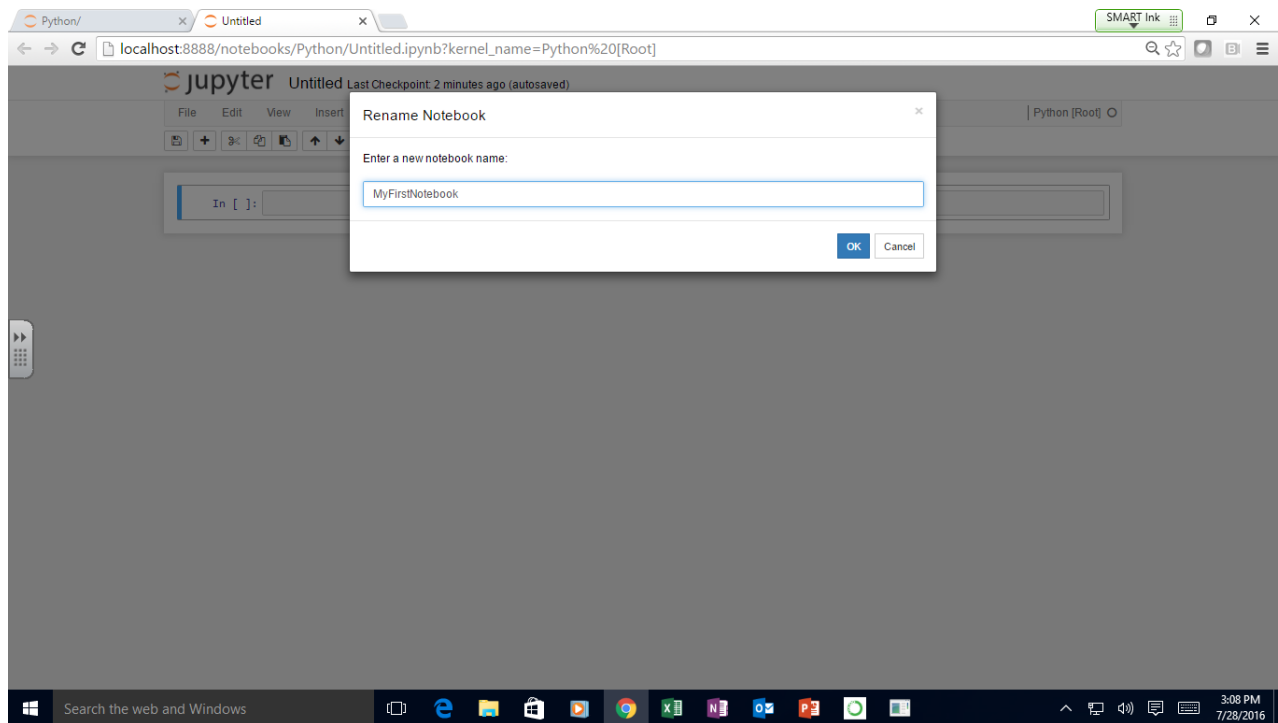 Python/
Untitled
SMART Ink
localhost:8888/notebooks/Python/Untitled.ipynb?kernel_name=Python%20[Root]
jupyter Untitled Last Checkpoint: 2 minutes ago (autosaved)
File Edit View Insert
Python [Root]
Rename Notebook
Enter a new notebook name:
MyFirstNotebook
OK Cancel
In [ ]:
Search the web and Windows
3:08 PM
7/28/2016